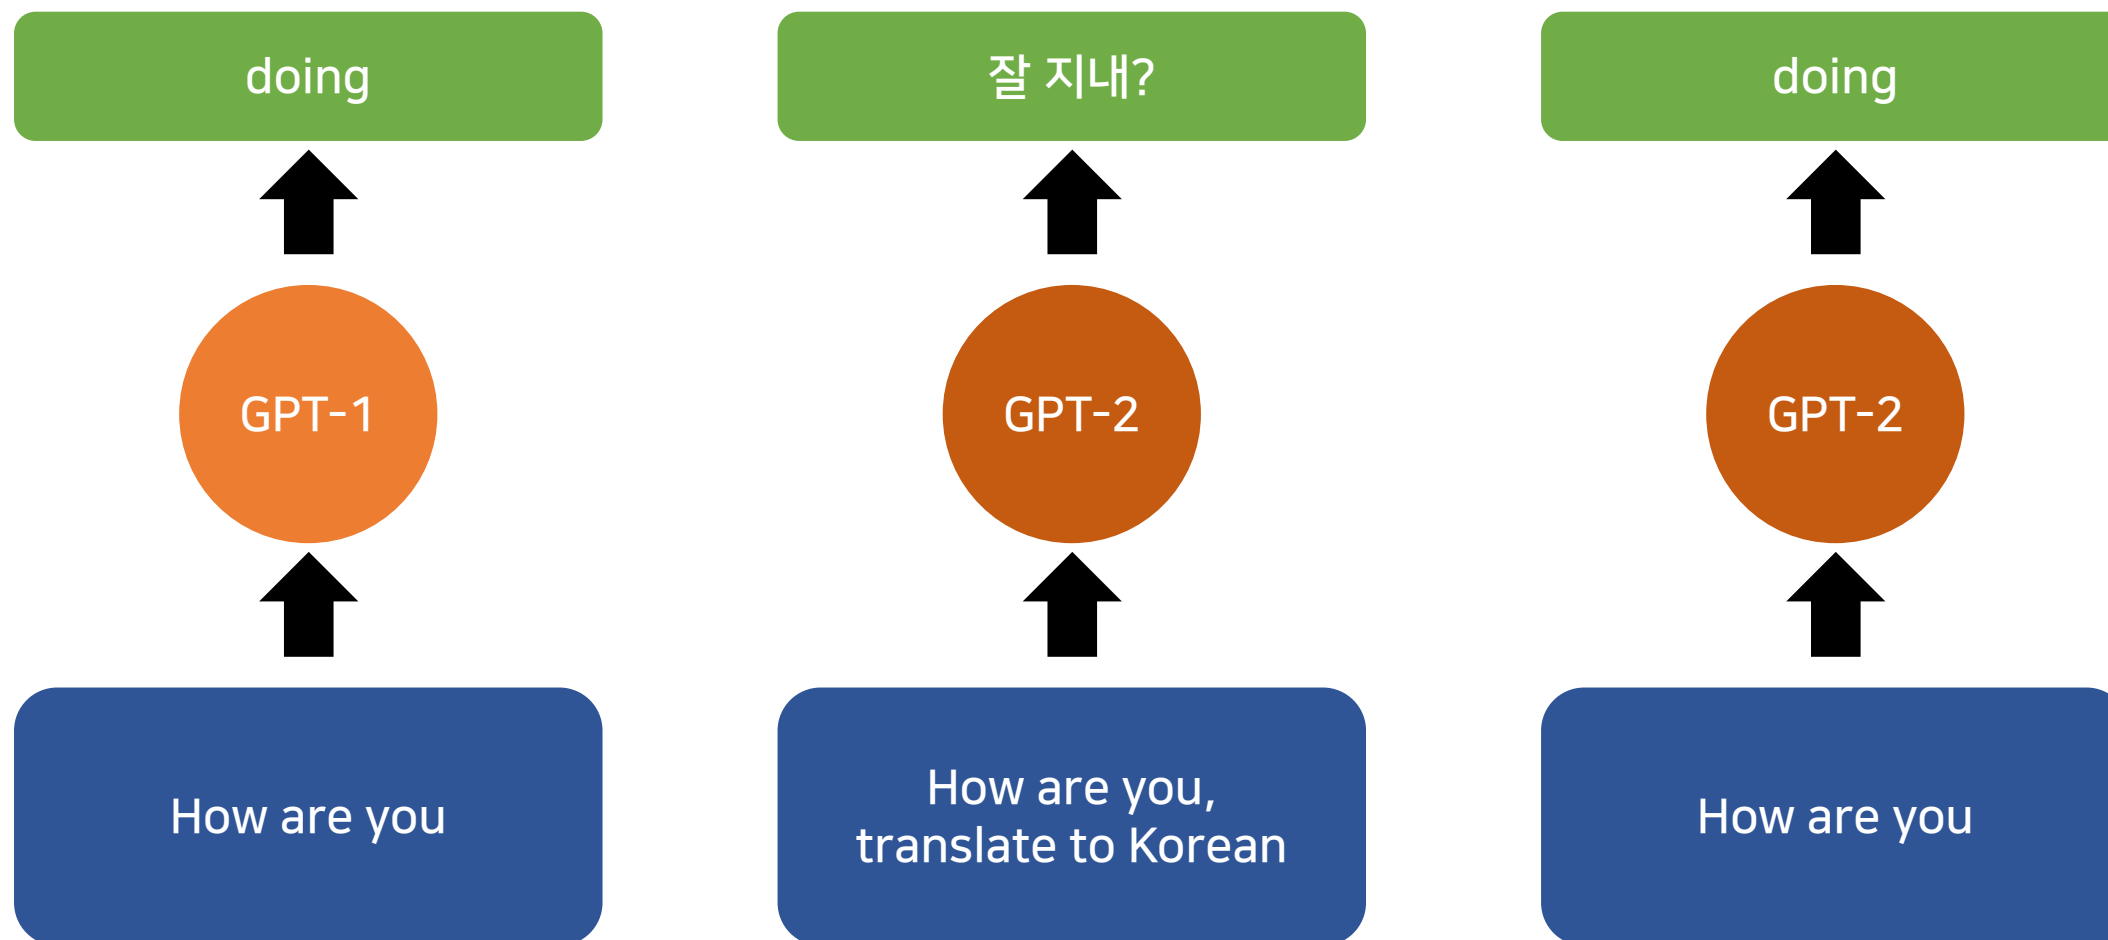 doing
잘 지내?
doing
GPT-1
GPT-2
GPT-2
How are you
How are you,
translate to Korean
How are you